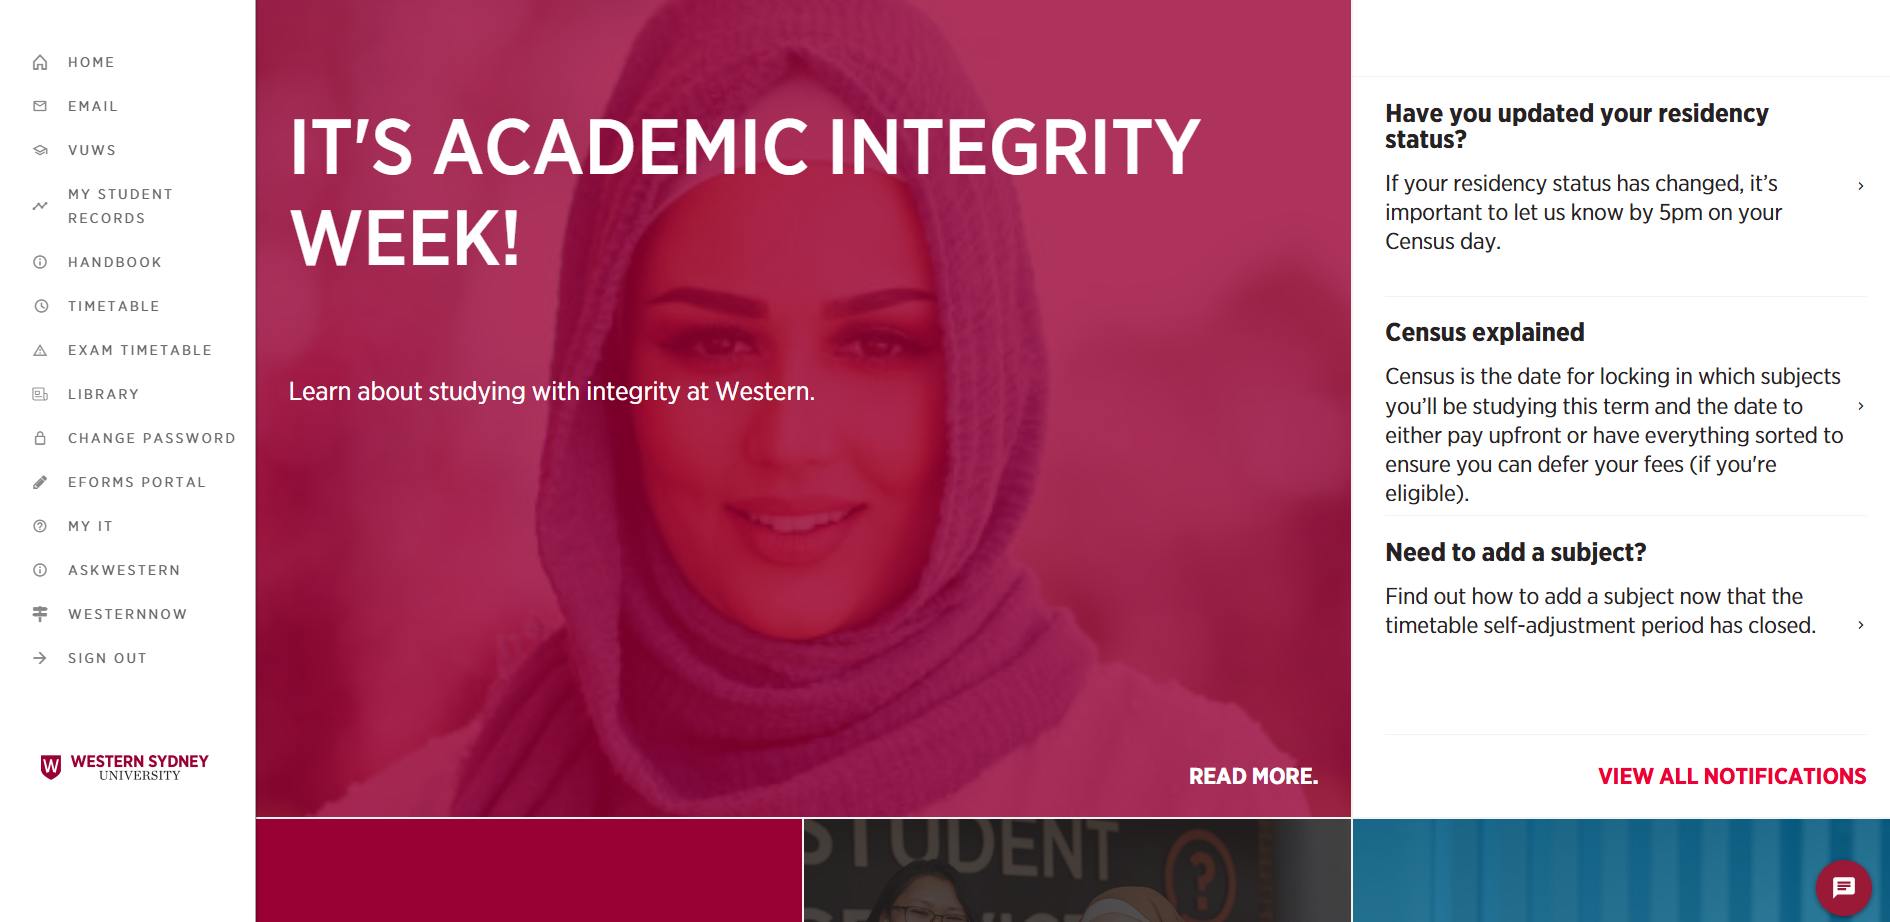 HOME
EMAIL
VUWS
MY STUDENT
RECORDS
HANDBOOK
TIMETABLE
EXAM TIMETABLE
LIBRARY
CHANGE PASSWORD
EFORMS PORTAL
MY IT
ASKWESTERN
WESTERNNOW
SIGN OUT
W WESTERN SYDNEY
UNIVERSITY
IT'S ACADEMIC INTEGRITY
WEEK!
Learn about studying with integrity at Western.
READ MORE.
Have you updated your residency
status?
If your residency status has changed, it’s
important to let us know by 5pm on your
Census day.
Census explained
Census is the date for locking in which subjects
you’ll be studying this term and the date to
either pay upfront or have everything sorted to
ensure you can defer your fees (if you're
eligible).
Need to add a subject?
Find out how to add a subject now that the
timetable self-adjustment period has closed.
VIEW ALL NOTIFICATIONS
STUDENT
?